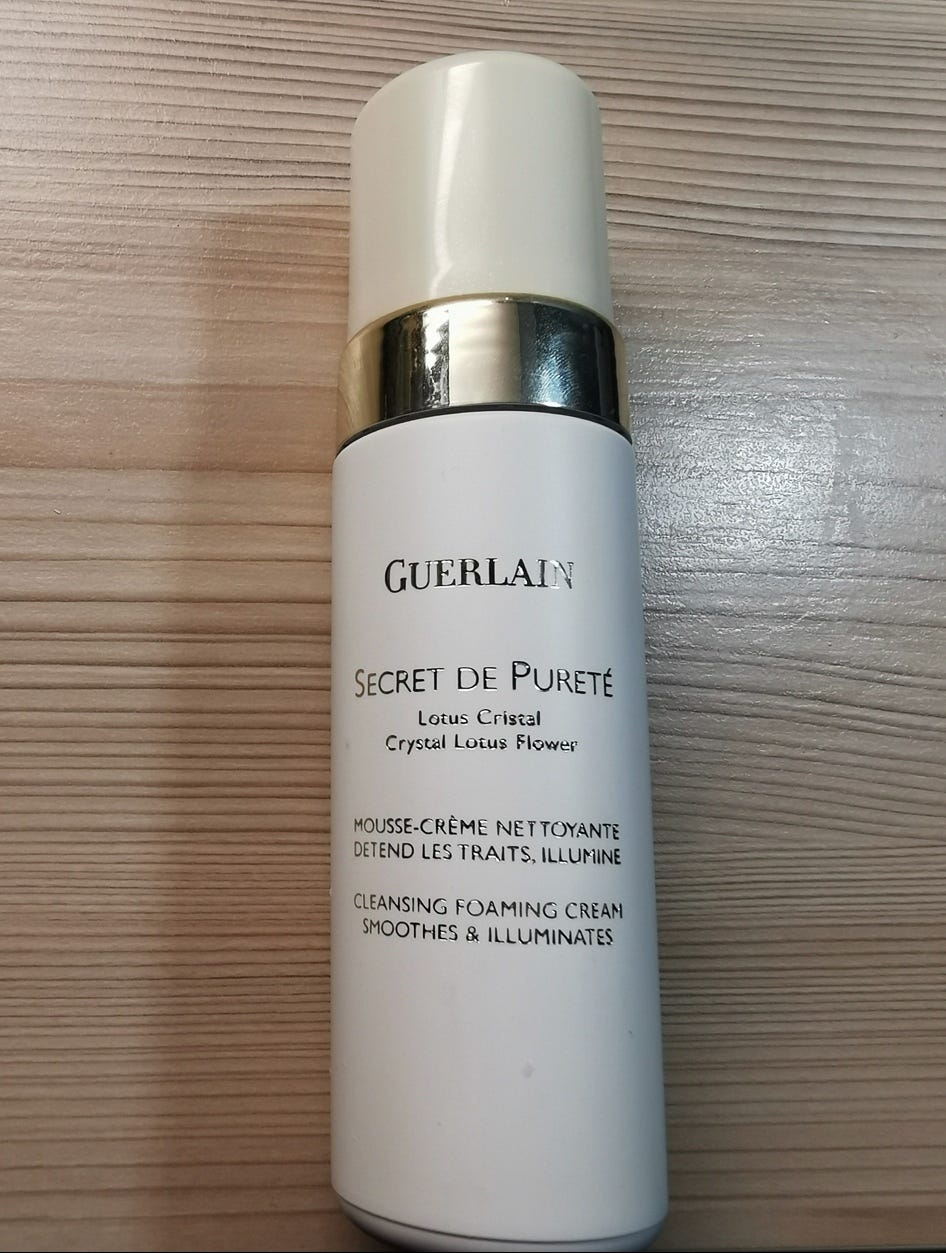 GUERLAIN
SECRET DE PURETÉ
Lotus Cristal
Crystal Lotus Flower
MOUSSE-CRÈME NETTOYANTE
DETEND LES TRAITS, ILLUMINE
CLEANSING FOAMING CREAM
SMOOTHES & ILLUMINATES